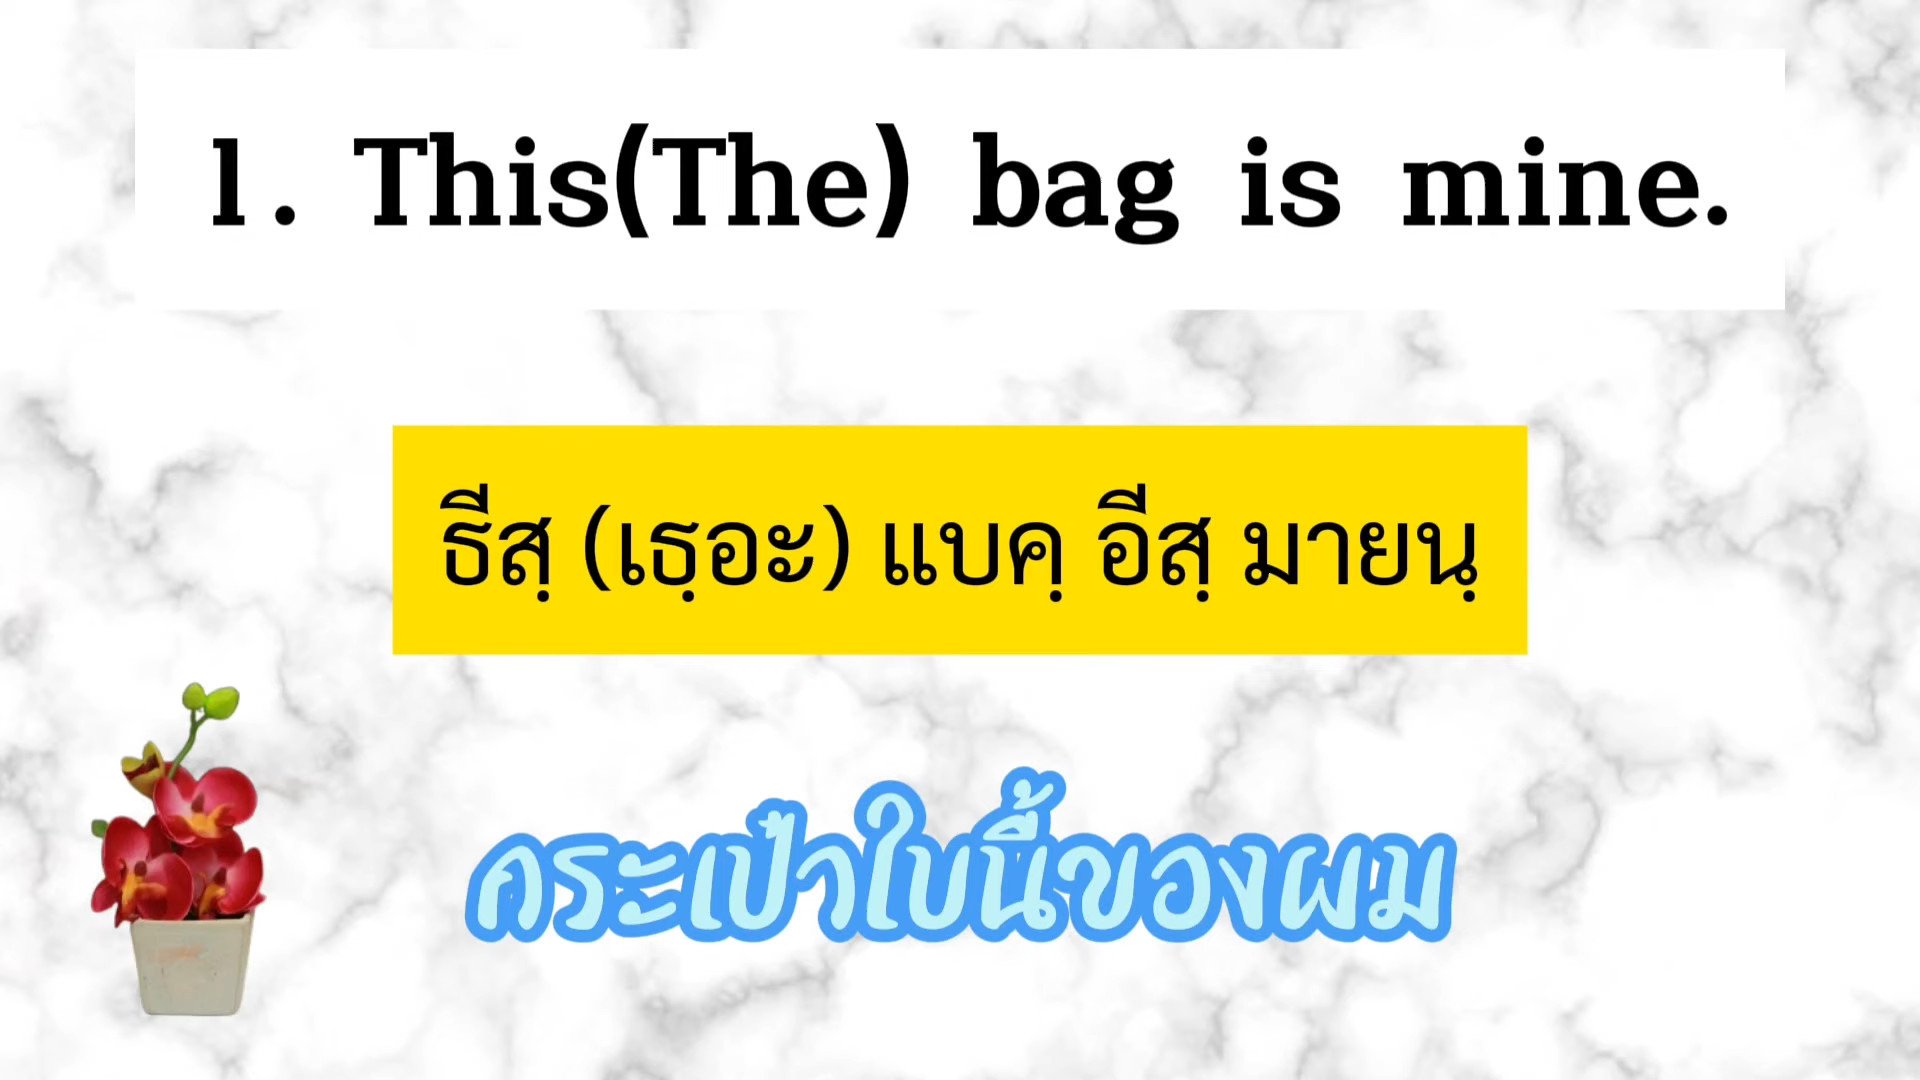 1. This(The) bag is mine.
ธีสฺ (เธฺอะ) แบคฺ อีสฺ มายนฺ
กระเป๋าใบนี้ของผม